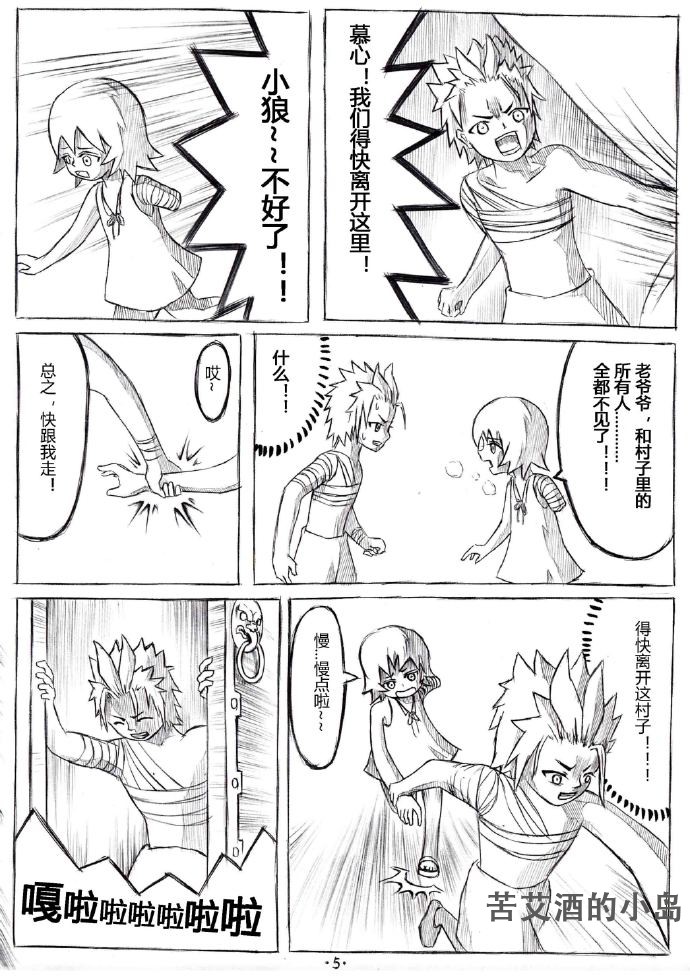 慕心！我们得快离开这里！
小狼~~不好了！！
老爷爷，和村子里的
所有人…………
全都不见了！！！
什么！！
哎~
总之，快跟我走！
得快离开这村子！！！
慢…慢点啦~~
嘎啦啦啦啦啦啦
苦艾酒的小岛
·5·